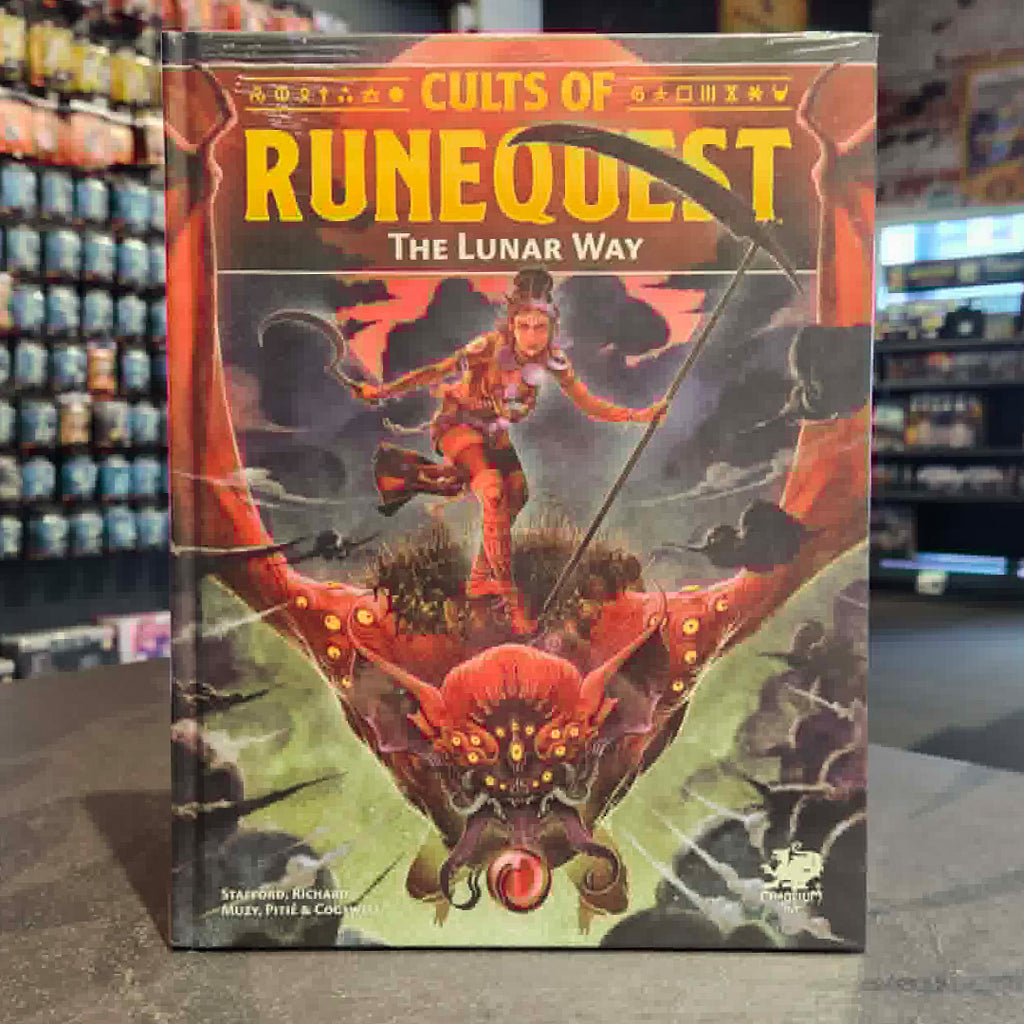 CULTS OF
RUNEQUEST
THE LUNAR WAY
STAFFORD, RICHARD,
MUZY, PITIÉ & COGSWELL
CHAOSIUM
INC.